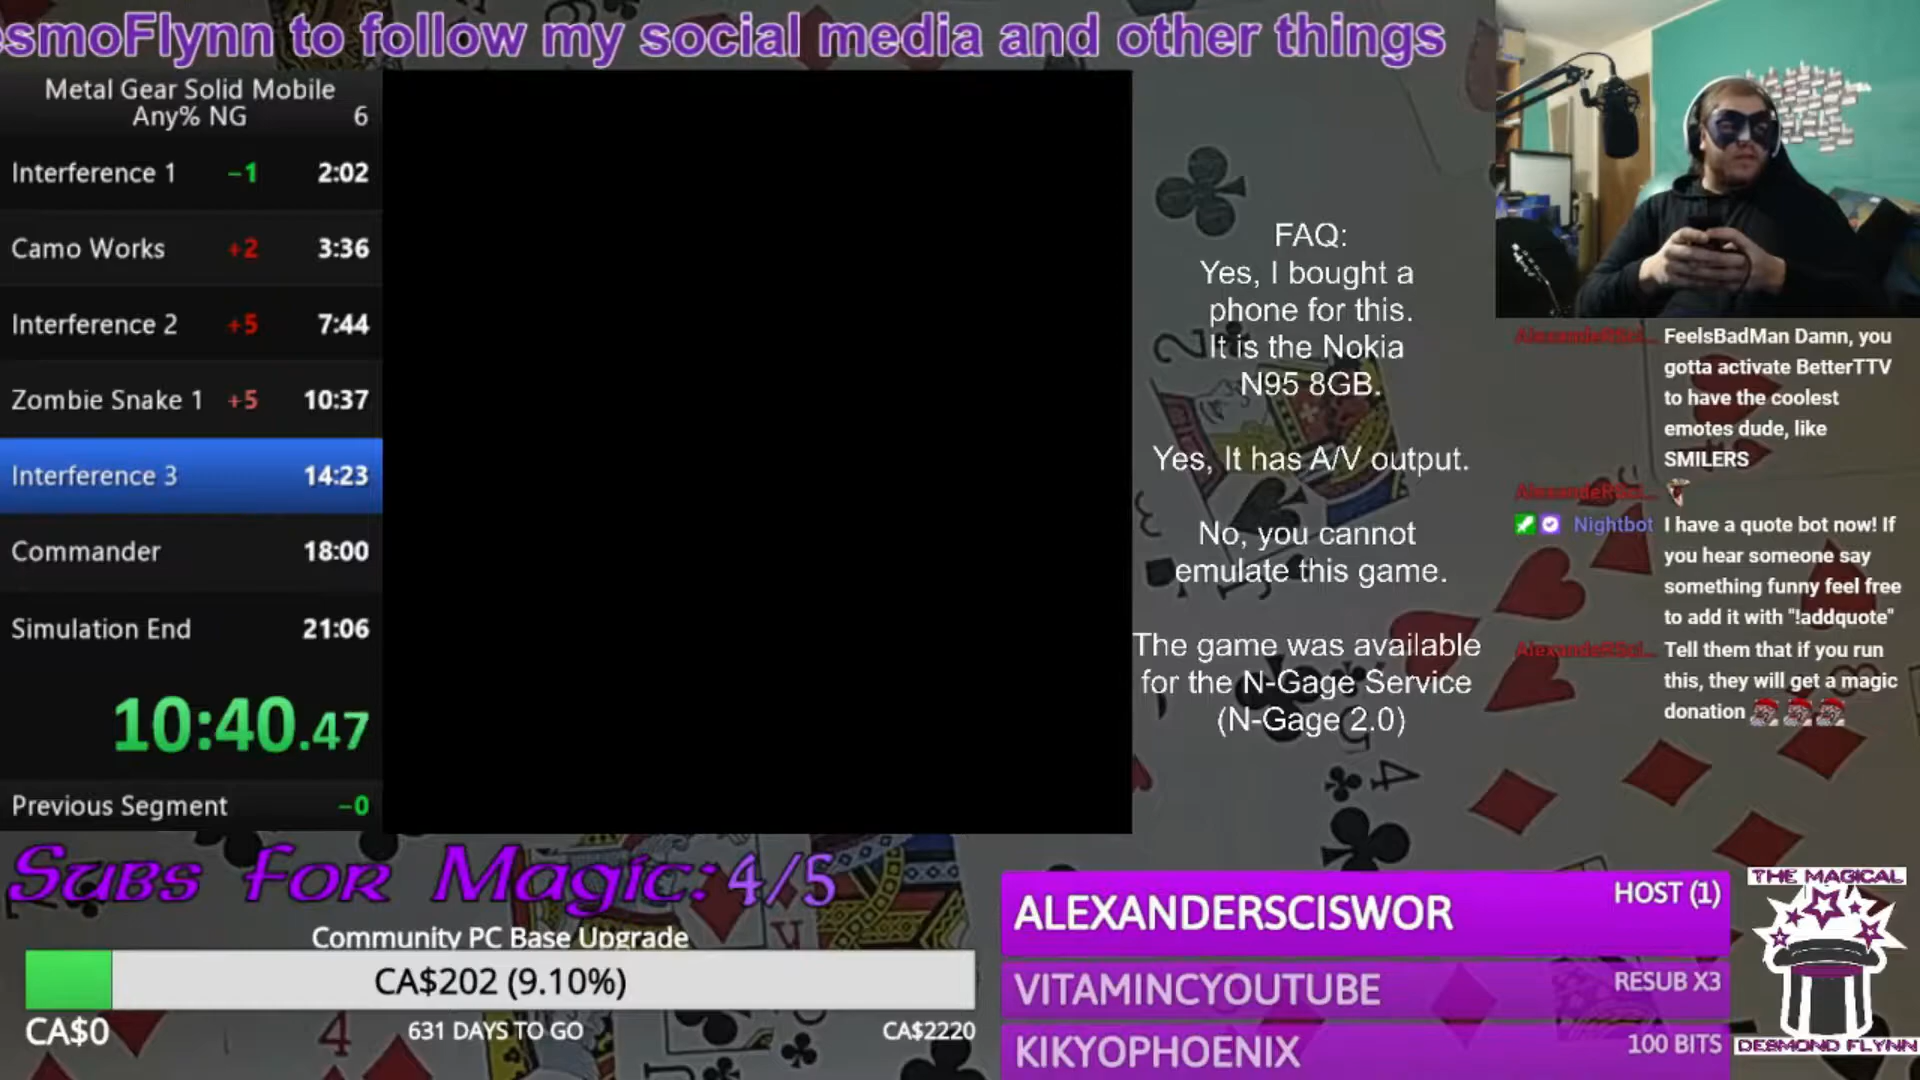 esmoFlynn to follow my social media and other things
Metal Gear Solid Mobile
Any% NG 6
Interference 1 -1 2:02
Camo Works +2 3:36
Interference 2 +5 7:44
Zombie Snake 1 +5 10:37
Interference 3 14:23
Commander 18:00
Simulation End 21:06
10:40.47
Previous Segment -0
FAQ:
Yes, I bought a
phone for this.
It is the Nokia
N95 8GB.
Yes, It has A/V output.
No, you cannot
emulate this game.
The game was available
for the N-Gage Service
(N-Gage 2.0)
AlexandeRSci... FeelsBadMan Damn, you
gotta activate BetterTTV
to have the coolest
emotes dude, like
SMILERS
AlexandeRSci...
Nightbot I have a quote bot now! If
you hear someone say
something funny feel free
to add it with "!addquote"
AlexandeRSci... Tell them that if you run
this, they will get a magic
donation
Subs for Magic: 4/5
Community PC Base Upgrade
CA$202 (9.10%)
CA$0 631 DAYS TO GO CA$2220
ALEXANDERSCISWOR HOST (1)
VITAMINCYOUTUBE RESUB X3
KIKYOPHOENIX 100 BITS
THE MAGICAL
DESMOND FLYNN